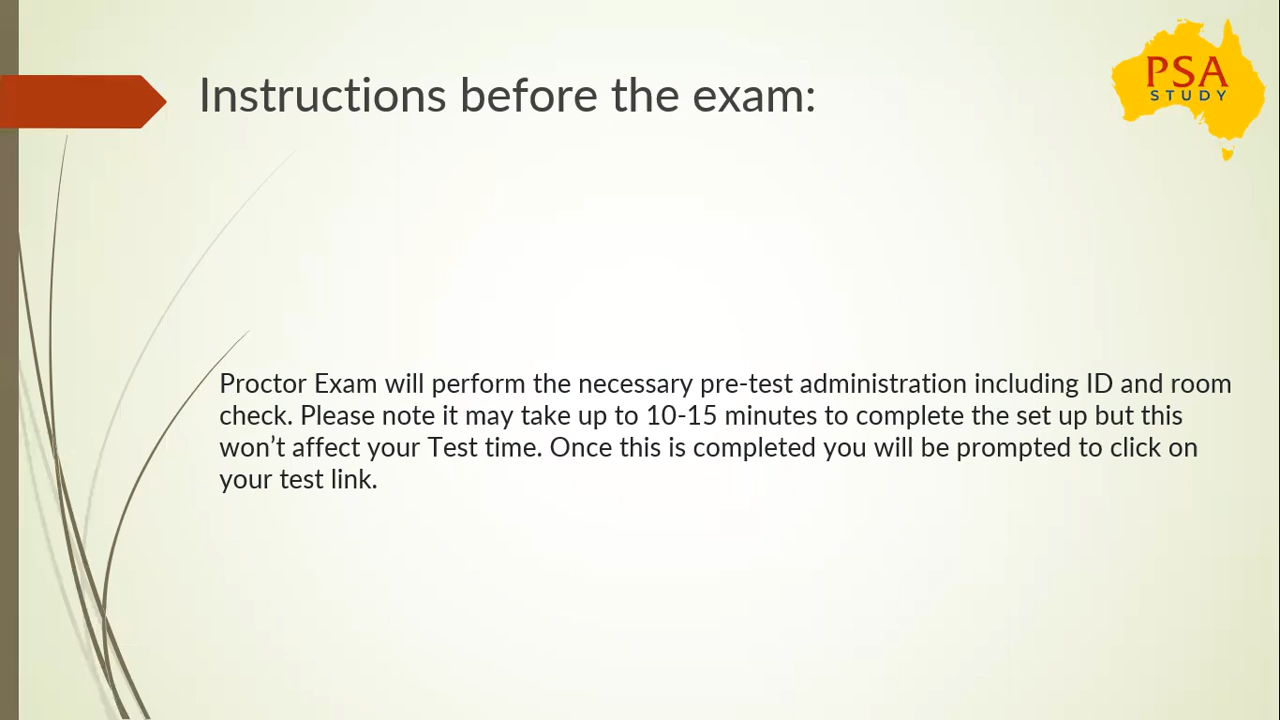 Instructions before the exam:
PSA
STUDY
Proctor Exam will perform the necessary pre-test administration including ID and room
check. Please note it may take up to 10-15 minutes to complete the set up but this
won’t affect your Test time. Once this is completed you will be prompted to click on
your test link.